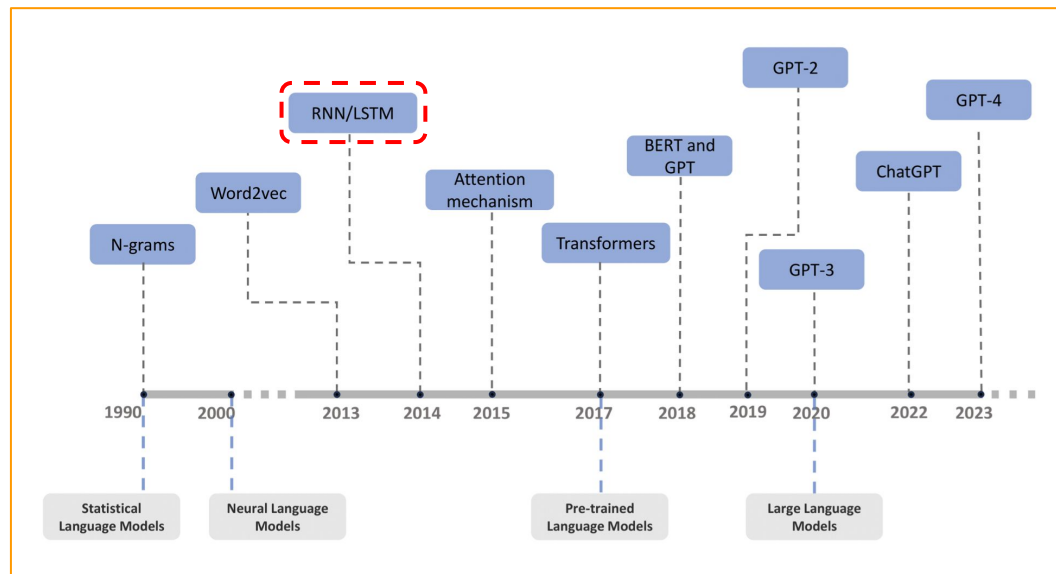 GPT-2
GPT-4
RNN/LSTM
BERT and
GPT
ChatGPT
Attention
mechanism
Word2vec
N-grams
Transformers
GPT-3
1990
2000
2013
2014
2015
2017
2018
2019
2020
2022
2023
Statistical
Language Models
Neural Language
Models
Pre-trained
Language Models
Large Language
Models